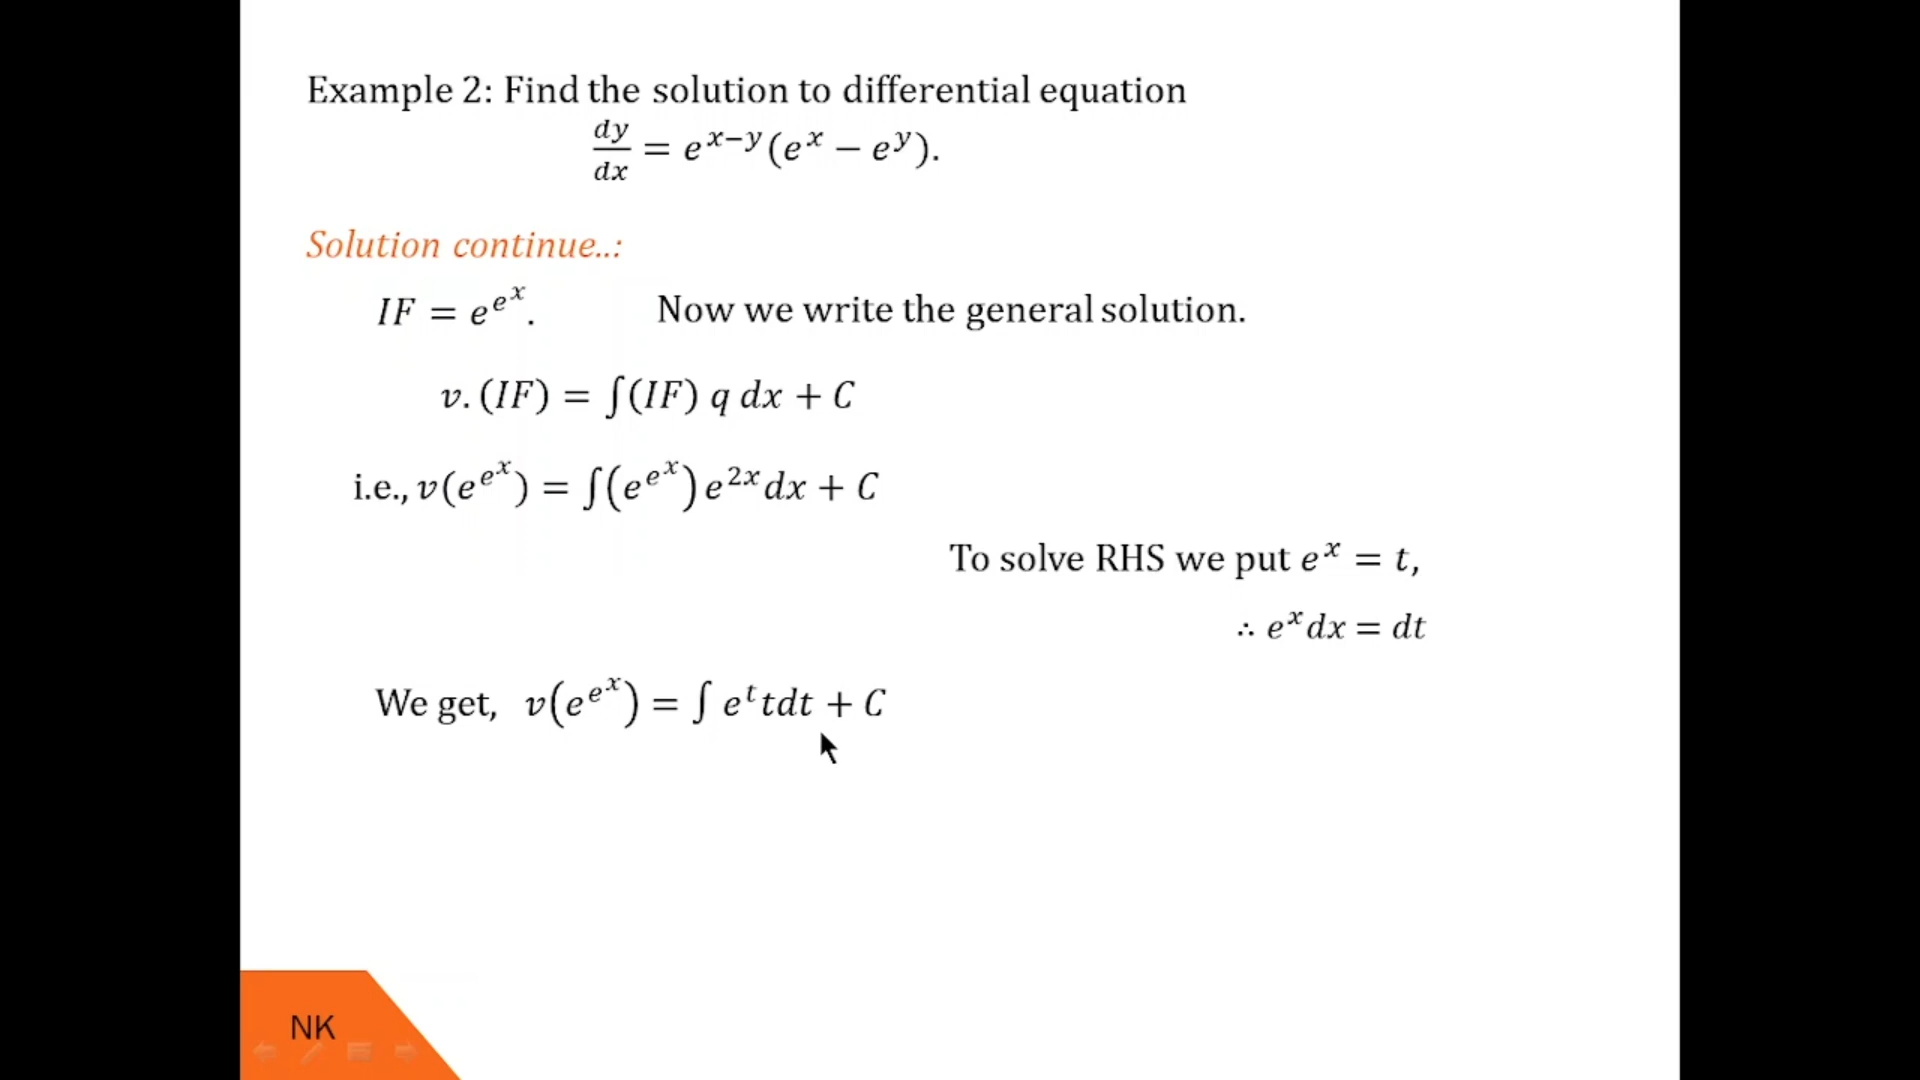 Example 2: Find the solution to differential equation
dy/dx = e^{x−y}(e^x − e^y).
Solution continue..:
IF = e^{e^x}. Now we write the general solution.
v.(IF) = ∫(IF) q dx + C
i.e., v(e^{e^x}) = ∫(e^{e^x})e^{2x}dx + C
To solve RHS we put e^x = t,
∴ e^x dx = dt
We get, v(e^{e^x}) = ∫ e^t tdt + C
NK